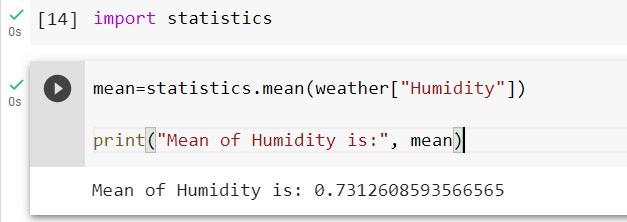 [14] import statistics
0s
mean=statistics.mean(weather["Humidity"])
0s
print("Mean of Humidity is:", mean)
Mean of Humidity is: 0.7312608593566565